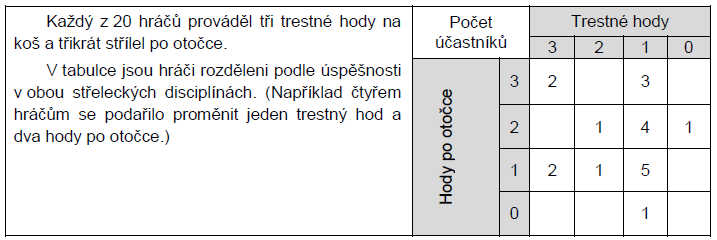 Každý z 20 hráčů prováděl tři trestné hody na
koš a třikrát střílel po otočce.
V tabulce jsou hráči rozděleni podle úspěšnosti
v obou střeleckých disciplínách. (Například čtyřem
hráčům se podařilo proměnit jeden trestný hod a
dva hody po otočce.)
Počet
účastníků
Trestné hody
3 2 1 0
Hody po otočce
3 2 3
2 1 4 1
1 2 1 5
0 1